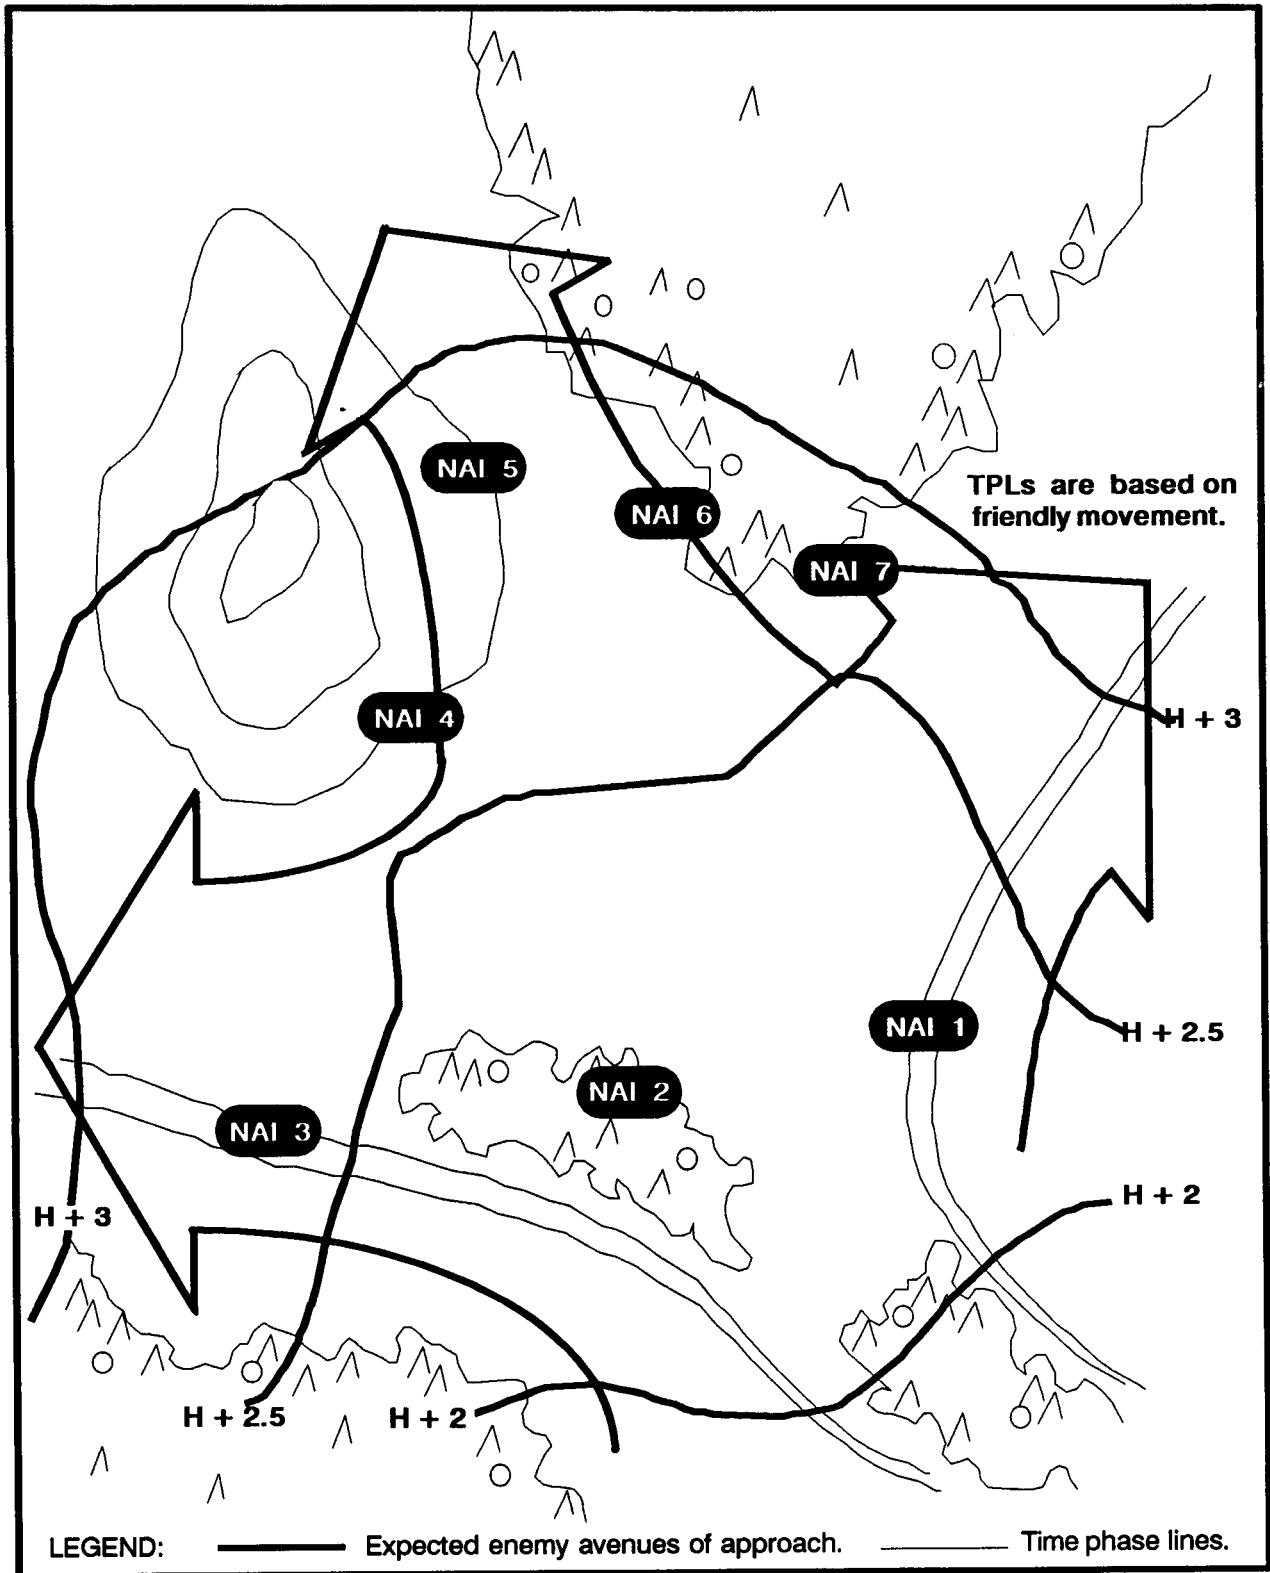 NAI 5
TPLs are based on
friendly movement.
NAI 6
NAI 7
NAI 4
H + 3
NAI 1
H + 2.5
NAI 2
NAI 3
H + 2
H + 3
H + 2.5
H + 2
LEGEND: Expected enemy avenues of approach. Time phase lines.